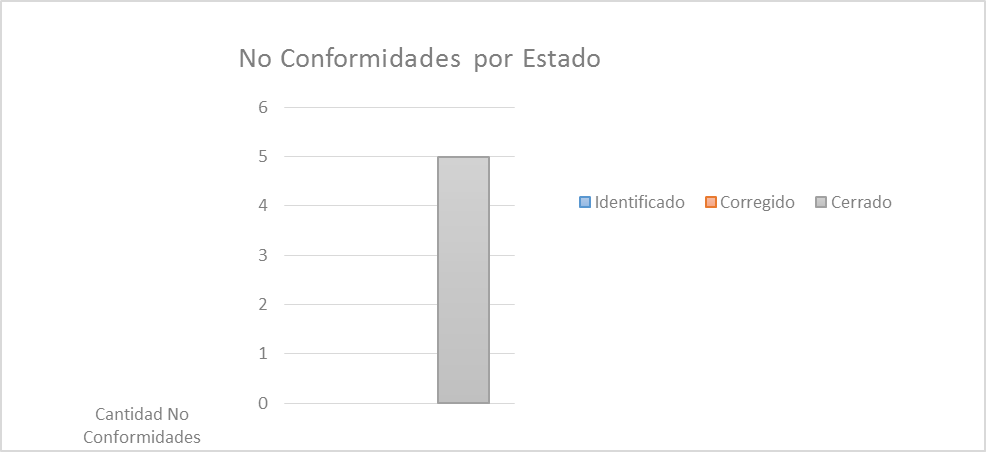 No Conformidades por Estado
6
5
4
3
2
1
0
Identificado Corregido Cerrado
Cantidad No
Conformidades